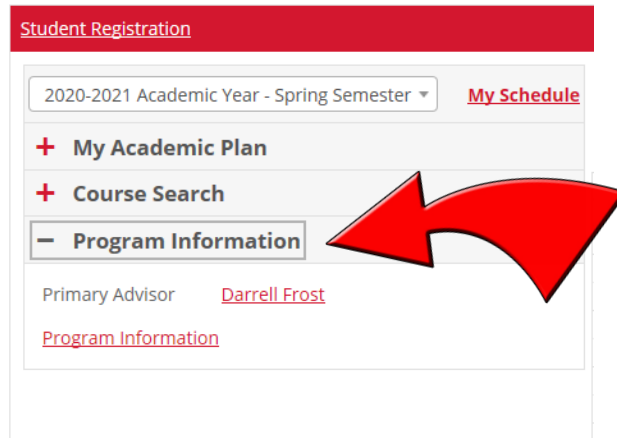 Student Registration
2020-2021 Academic Year - Spring Semester My Schedule
+ My Academic Plan
+ Course Search
− Program Information
Primary Advisor Darrell Frost
Program Information